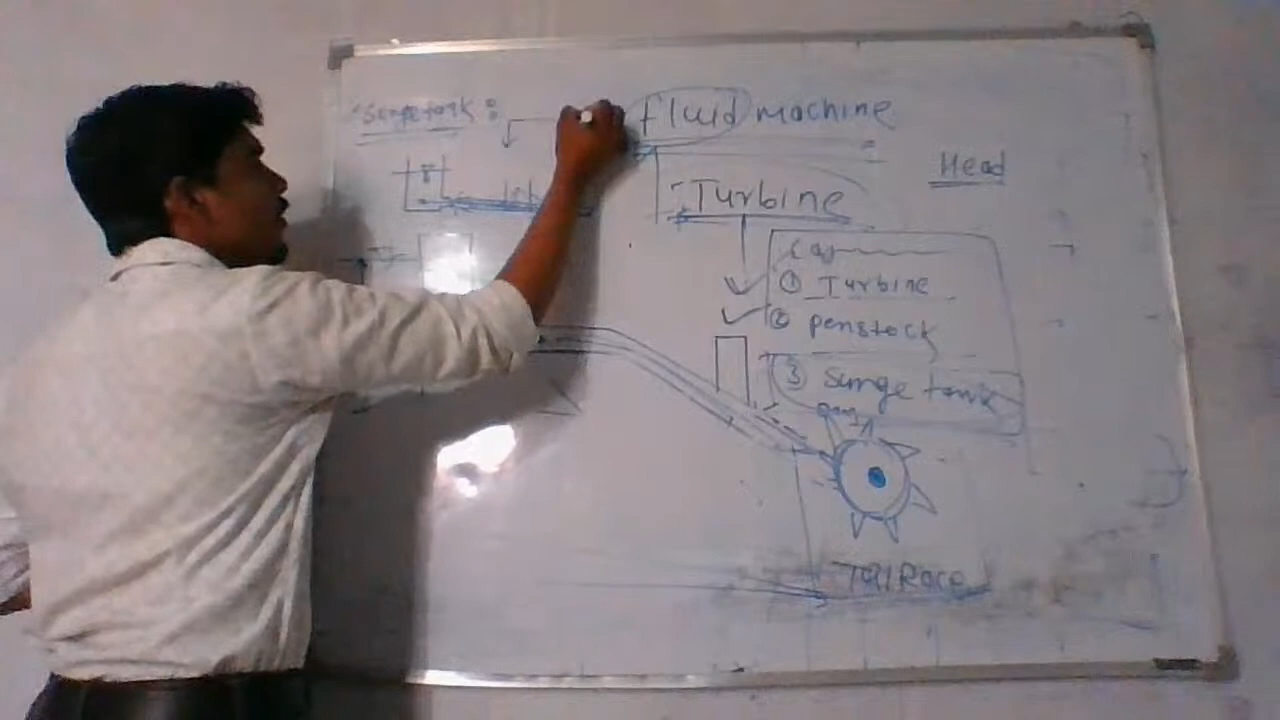 Surge tank :
Fluid machine
Head
Turbine
① Turbine
② penstock
③ Surge tank
Tail Race